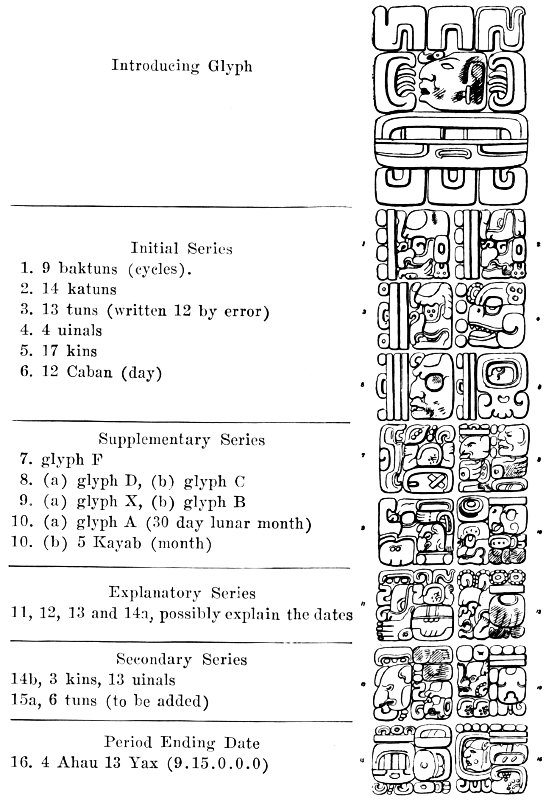 Introducing Glyph
Initial Series
1. 9 baktuns (cycles).
2. 14 katuns
3. 13 tuns (written 12 by error)
4. 4 uinals
5. 17 kins
6. 12 Caban (day)
Supplementary Series
7. glyph F
8. (a) glyph D, (b) glyph C
9. (a) glyph X, (b) glyph B
10. (a) glyph A (30 day lunar month)
10. (b) 5 Kayab (month)
Explanatory Series
11, 12, 13 and 14a, possibly explain the dates
Secondary Series
14b, 3 kins, 13 uinals
15a, 6 tuns (to be added)
Period Ending Date
16. 4 Ahau 13 Yax (9.15.0.0.0)